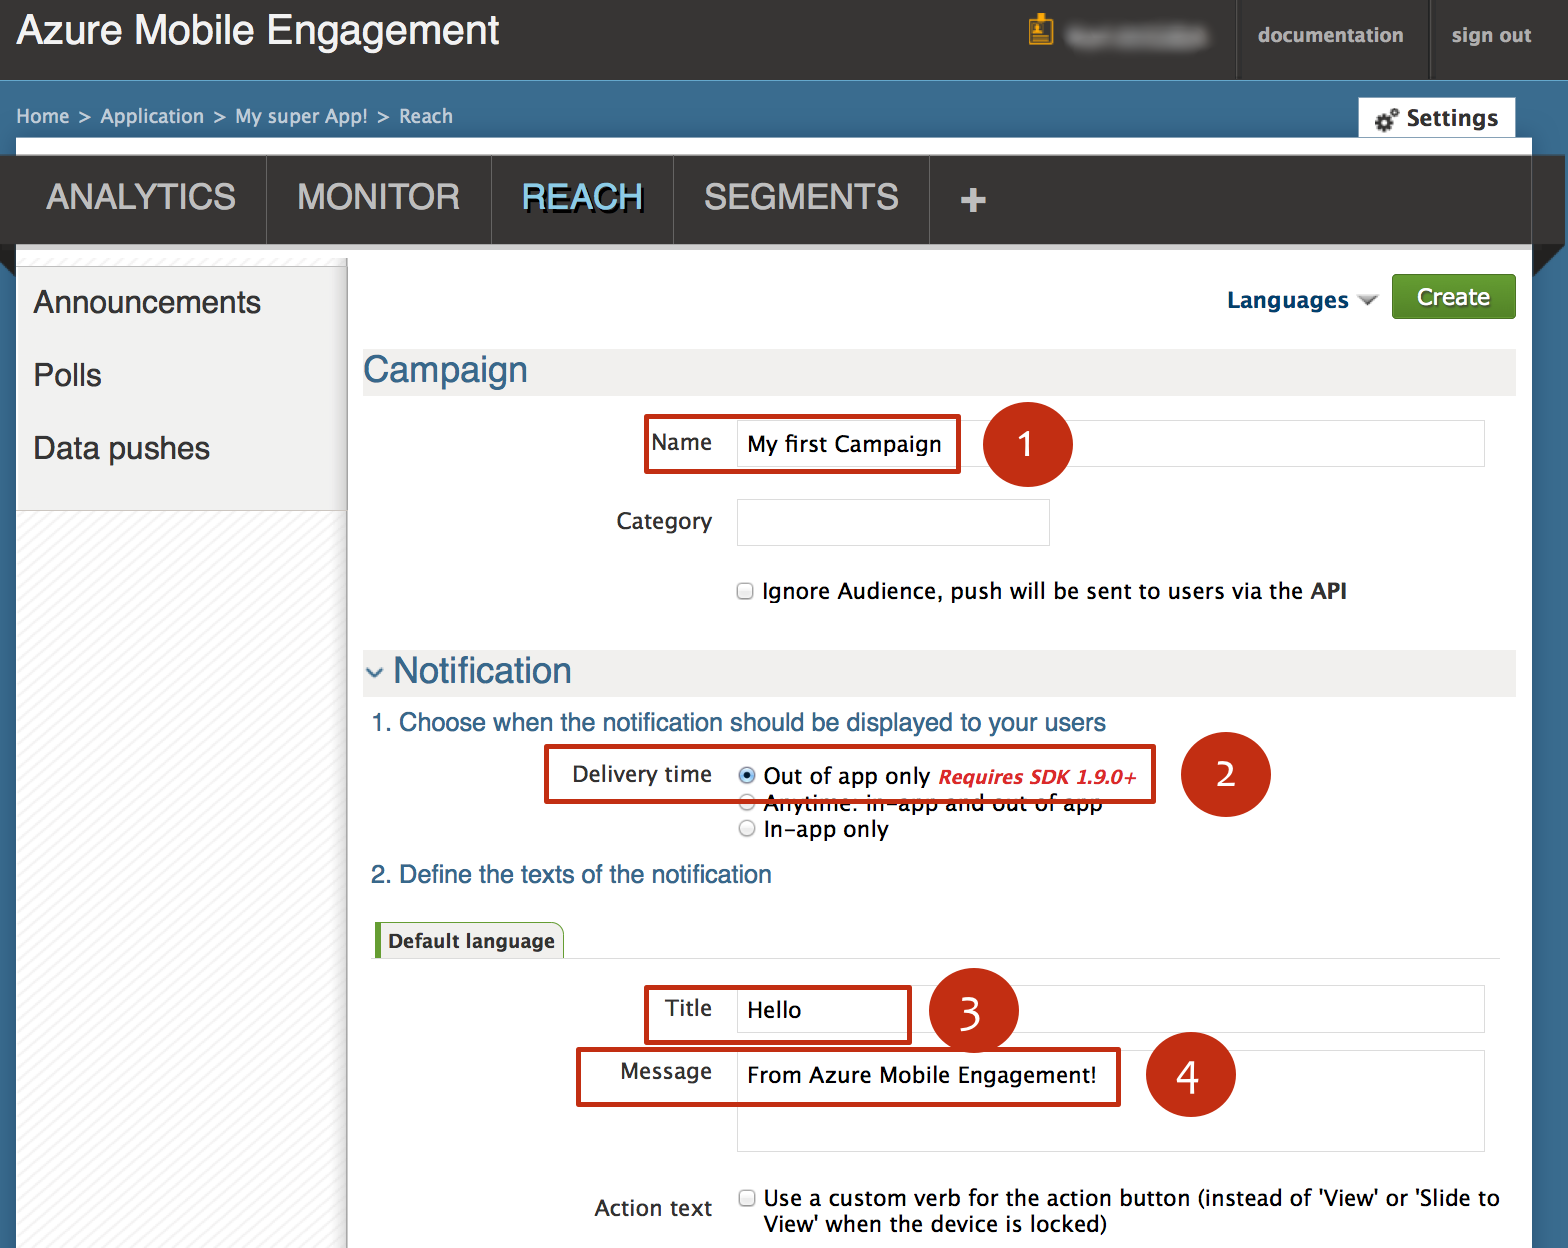 Azure Mobile Engagement
documentation
sign out
Home > Application > My super App! > Reach
Settings
ANALYTICS
MONITOR
REACH
SEGMENTS
+
Announcements
Polls
Data pushes
Languages
Create
Campaign
Name My first Campaign 1
Category
Ignore Audience, push will be sent to users via the API
Notification
1. Choose when the notification should be displayed to your users
Delivery time Out of app only Requires SDK 1.9.0+ 2
Anytime: in-app and out of app
In-app only
2. Define the texts of the notification
Default language
Title Hello 3
Message From Azure Mobile Engagement! 4
Action text Use a custom verb for the action button (instead of 'View' or 'Slide to
View' when the device is locked)